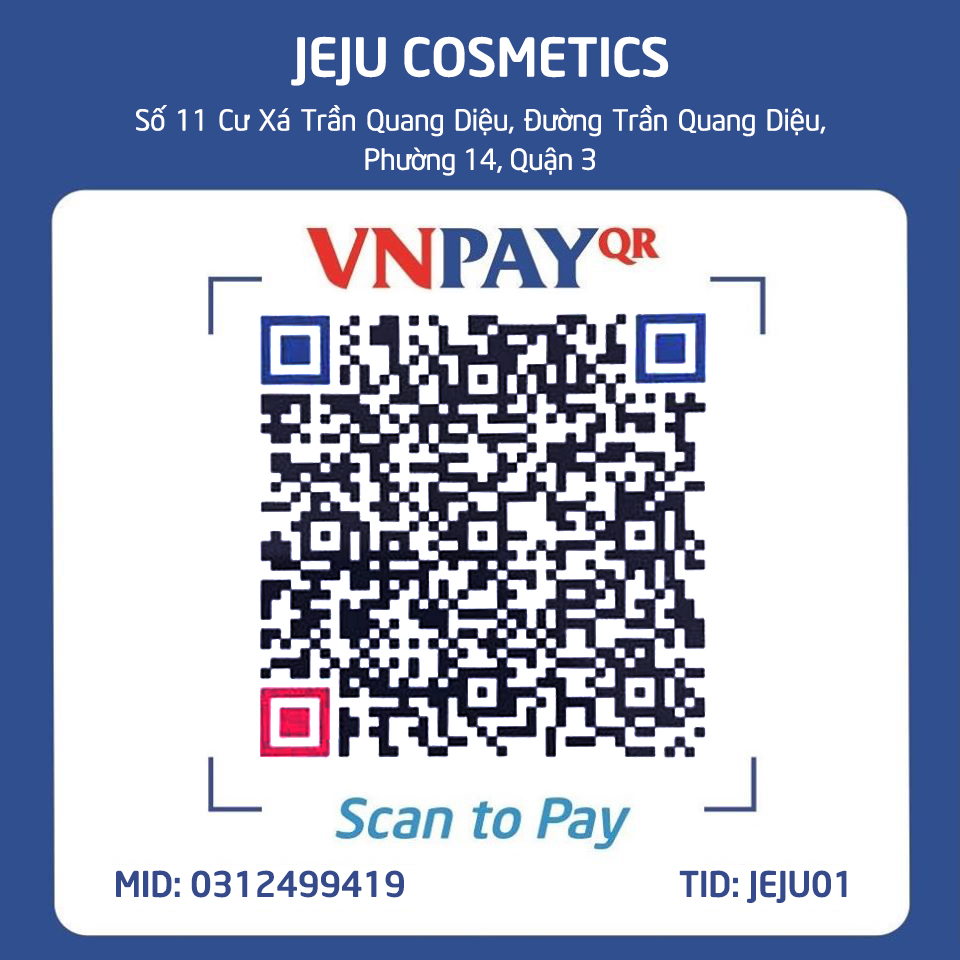 JEJU COSMETICS
Số 11 Cư Xá Trần Quang Diệu, Đường Trần Quang Diệu,
Phường 14, Quận 3
VNPAYQR
Scan to Pay
MID: 0312499419 TID: JEJU01